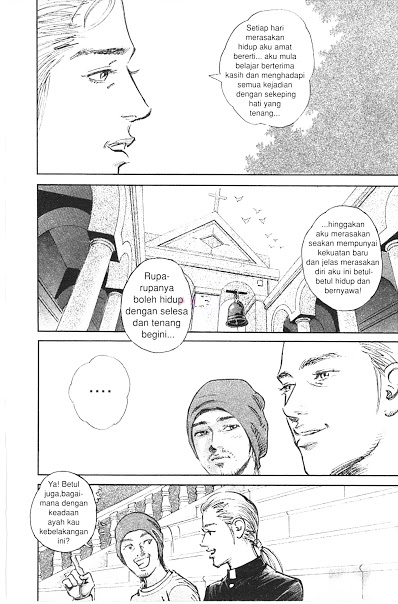 Setiap hari
merasakan
hidup aku amat
bererti... aku mula
belajar berterima
kasih dan menghadapi
semua kejadian
dengan sekeping
hati yang
tenang...
...hinggakan
aku merasakan
seakan mempunyai
kekuatan baru
dan jelas merasakan
diri aku ini betul-
betul hidup dan
bernyawa!
Rupa-
rupanya
boleh hidup
dengan selesa
dan tenang
begini...
....
Ya! Betul
juga,bagai-
mana dengan
keadaan
ayah kau
kebelakangan
ini?